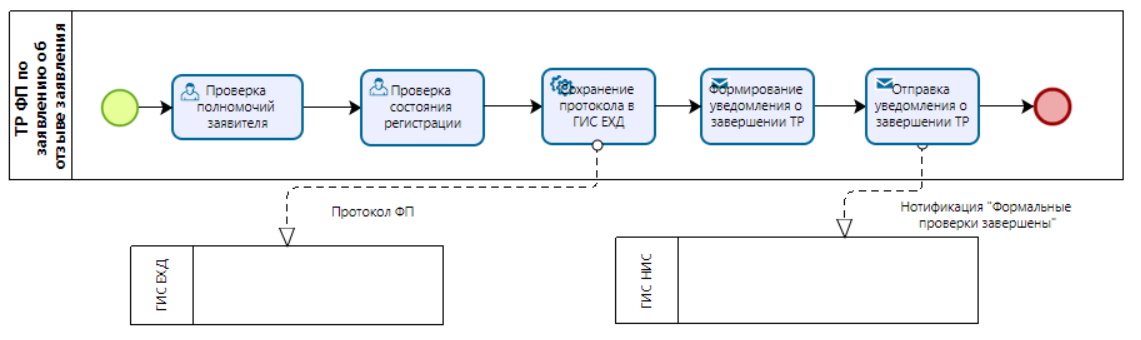 ТР ФП по
заявлению об
отзыве заявления
Проверка
полномочий
заявителя
Проверка
состояния
регистрации
Сохранение
протокола в
ГИС ЕХД
Формирование
уведомления о
завершении ТР
Отправка
уведомления о
завершении ТР
Протокол ФП
Нотификация "Формальные
проверки завершены"
ГИС ЕХД
ГИС НИС